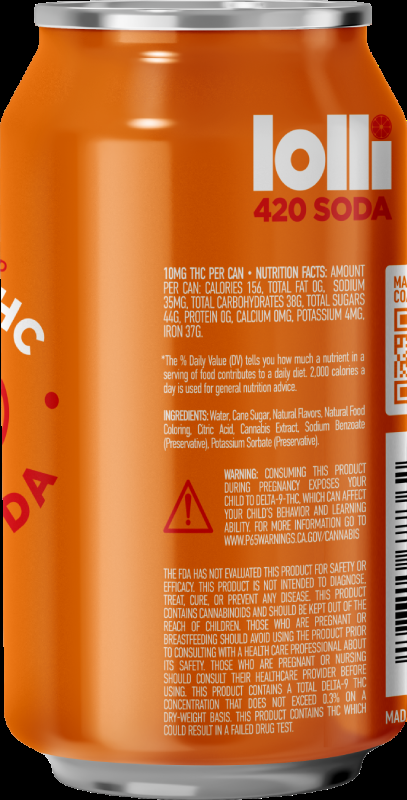 lolli
420 SODA
10MG THC PER CAN • NUTRITION FACTS: AMOUNT
PER CAN: CALORIES 156, TOTAL FAT 0G, SODIUM
35MG, TOTAL CARBOHYDRATES 38G, TOTAL SUGARS
44G, PROTEIN 0G, CALCIUM 0MG, POTASSIUM 4MG,
IRON 37G.
*The % Daily Value (DV) tells you how much a nutrient in a
serving of food contributes to a daily diet. 2,000 calories a
day is used for general nutrition advice.
INGREDIENTS: Water, Cane Sugar, Natural Flavors, Natural Food
Coloring, Citric Acid, Cannabis Extract, Sodium Benzoate
(Preservative), Potassium Sorbate (Preservative).
WARNING: CONSUMING THIS PRODUCT
DURING PREGNANCY EXPOSES YOUR
CHILD TO DELTA-9-THC, WHICH CAN AFFECT
YOUR CHILD'S BEHAVIOR AND LEARNING
ABILITY. FOR MORE INFORMATION GO TO
WWW.P65WARNINGS.CA.GOV/CANNABIS
THE FDA HAS NOT EVALUATED THIS PRODUCT FOR SAFETY OR
EFFICACY. THIS PRODUCT IS NOT INTENDED TO DIAGNOSE,
TREAT, CURE, OR PREVENT ANY DISEASE. THIS PRODUCT
CONTAINS CANNABINOIDS AND SHOULD BE KEPT OUT OF THE
REACH OF CHILDREN. THOSE WHO ARE PREGNANT OR
BREASTFEEDING SHOULD AVOID USING THE PRODUCT PRIOR
TO CONSULTING WITH A HEALTH CARE PROFESSIONAL ABOUT
ITS SAFETY. THOSE WHO ARE PREGNANT OR NURSING
SHOULD CONSULT THEIR HEALTHCARE PROVIDER BEFORE
USING. THIS PRODUCT CONTAINS A TOTAL DELTA-9 THC
CONCENTRATION THAT DOES NOT EXCEED 0.3% ON A
DRY-WEIGHT BASIS. THIS PRODUCT CONTAINS THC WHICH
COULD RESULT IN A FAILED DRUG TEST.
HC
DA
MA
CO
MAD